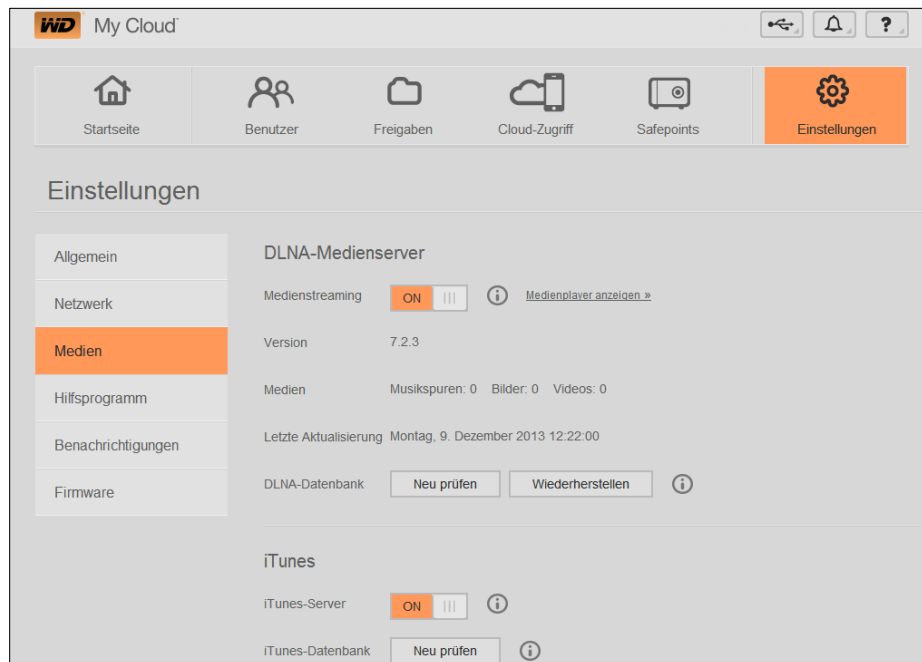 WD My Cloud
?
Startseite Benutzer Freigaben Cloud-Zugriff Safepoints Einstellungen
Einstellungen
Allgemein
Netzwerk
Medien
Hilfsprogramm
Benachrichtigungen
Firmware
DLNA-Medienserver
Medienstreaming ON Medienplayer anzeigen »
Version 7.2.3
Medien Musikspuren: 0 Bilder: 0 Videos: 0
Letzte Aktualisierung Montag, 9. Dezember 2013 12:22:00
DLNA-Datenbank Neu prüfen Wiederherstellen
iTunes
iTunes-Server ON
iTunes-Datenbank Neu prüfen